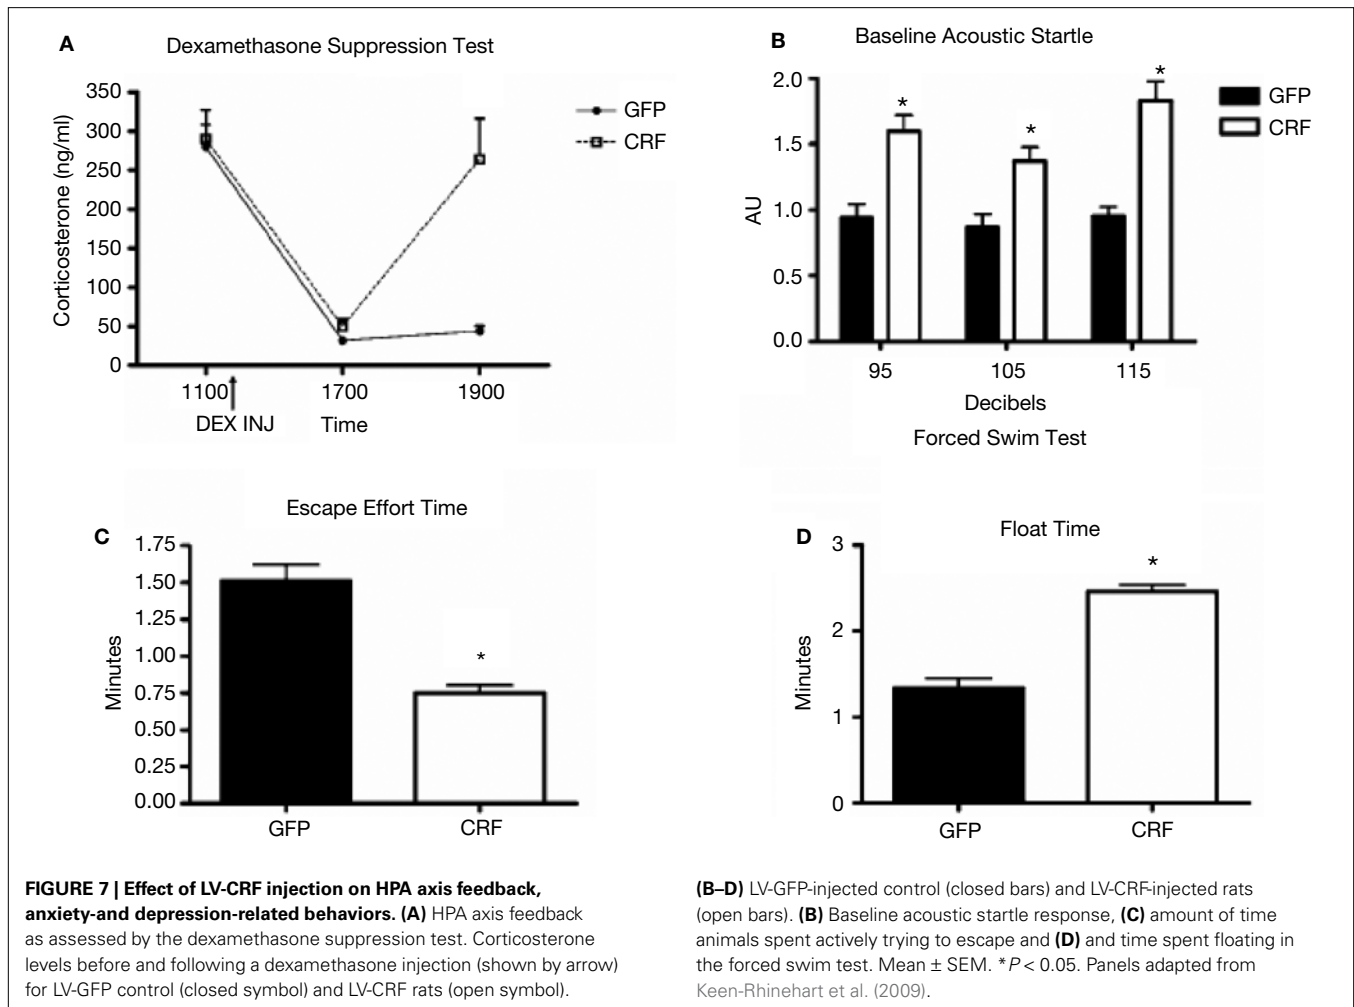 A
Dexamethasone Suppression Test
350
300
250
200
150
100
50
0
Corticosterone (ng/ml)
1100
1700
1900
DEX INJ
Time
GFP
CRF
B
Baseline Acoustic Startle
2.0
1.5
1.0
0.5
0.0
AU
*
*
*
95
105
115
Decibels
GFP
CRF
Forced Swim Test
C
Escape Effort Time
1.75
1.50
1.25
1.00
0.75
0.50
0.25
0.00
Minutes
*
GFP
CRF
D
Float Time
3
2
1
0
Minutes
*
GFP
CRF
FIGURE 7 | Effect of LV-CRF injection on HPA axis feedback,
anxiety-and depression-related behaviors. (A) HPA axis feedback
as assessed by the dexamethasone suppression test. Corticosterone
levels before and following a dexamethasone injection (shown by arrow)
for LV-GFP control (closed symbol) and LV-CRF rats (open symbol).
(B–D) LV-GFP-injected control (closed bars) and LV-CRF-injected rats
(open bars). (B) Baseline acoustic startle response, (C) amount of time
animals spent actively trying to escape and (D) and time spent floating in
the forced swim test. Mean ± SEM. *P < 0.05. Panels adapted from
Keen-Rhinehart et al. (2009).